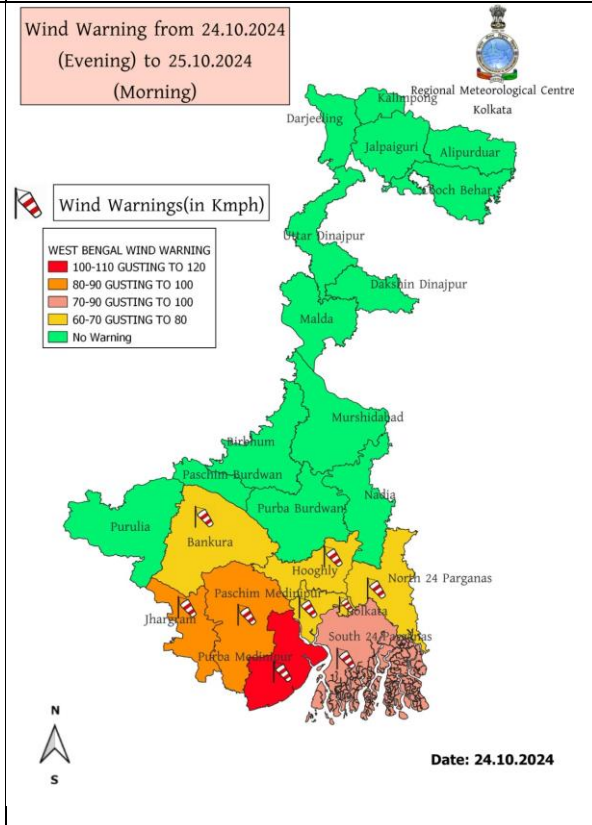 Wind Warning from 24.10.2024
(Evening) to 25.10.2024
(Morning)
Regional Meteorological Centre
Kolkata
Kalimpong
Darjeeling
Jalpaiguri
Alipurduar
Coch Behar
Wind Warnings(in Kmph)
Uttar Dinajpur
WEST BENGAL WIND WARNING
100-110 GUSTING TO 120
80-90 GUSTING TO 100
70-90 GUSTING TO 100
60-70 GUSTING TO 80
No Warning
Dakshin Dinajpur
Malda
Murshidabad
Birbhum
Paschim Burdwan
Nadia
Purba Burdwan
Purulia
Bankura
Hooghly
North 24 Parganas
Paschim Medinipur
Kolkata
Jhargram
South 24 Parganas
Purba Medinipur
N
S
Date: 24.10.2024